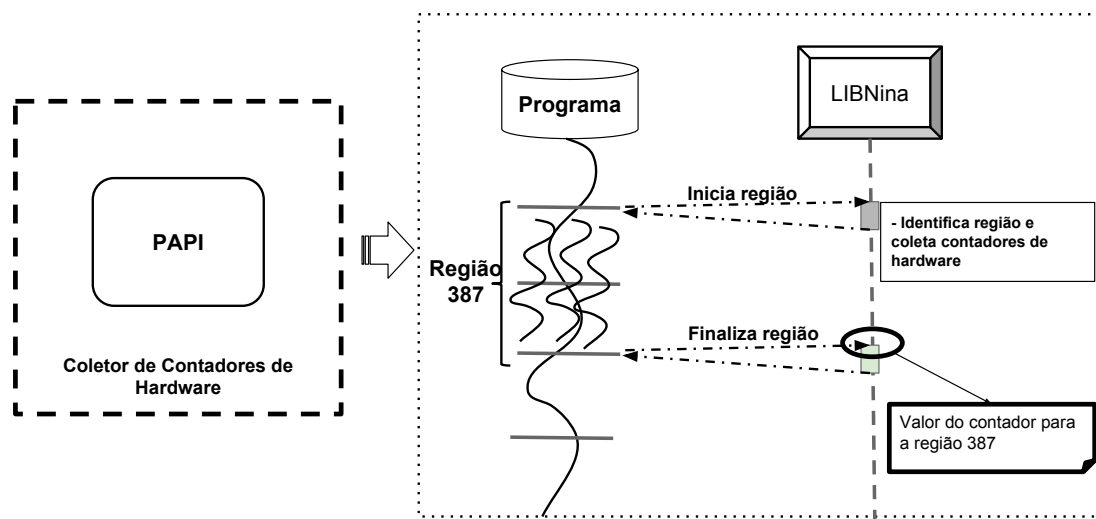 PAPI
Coletor de Contadores de
Hardware
Programa
LIBNina
Inicia região
- Identifica região e
coleta contadores de
hardware
Região
387
Finaliza região
Valor do contador para
a região 387